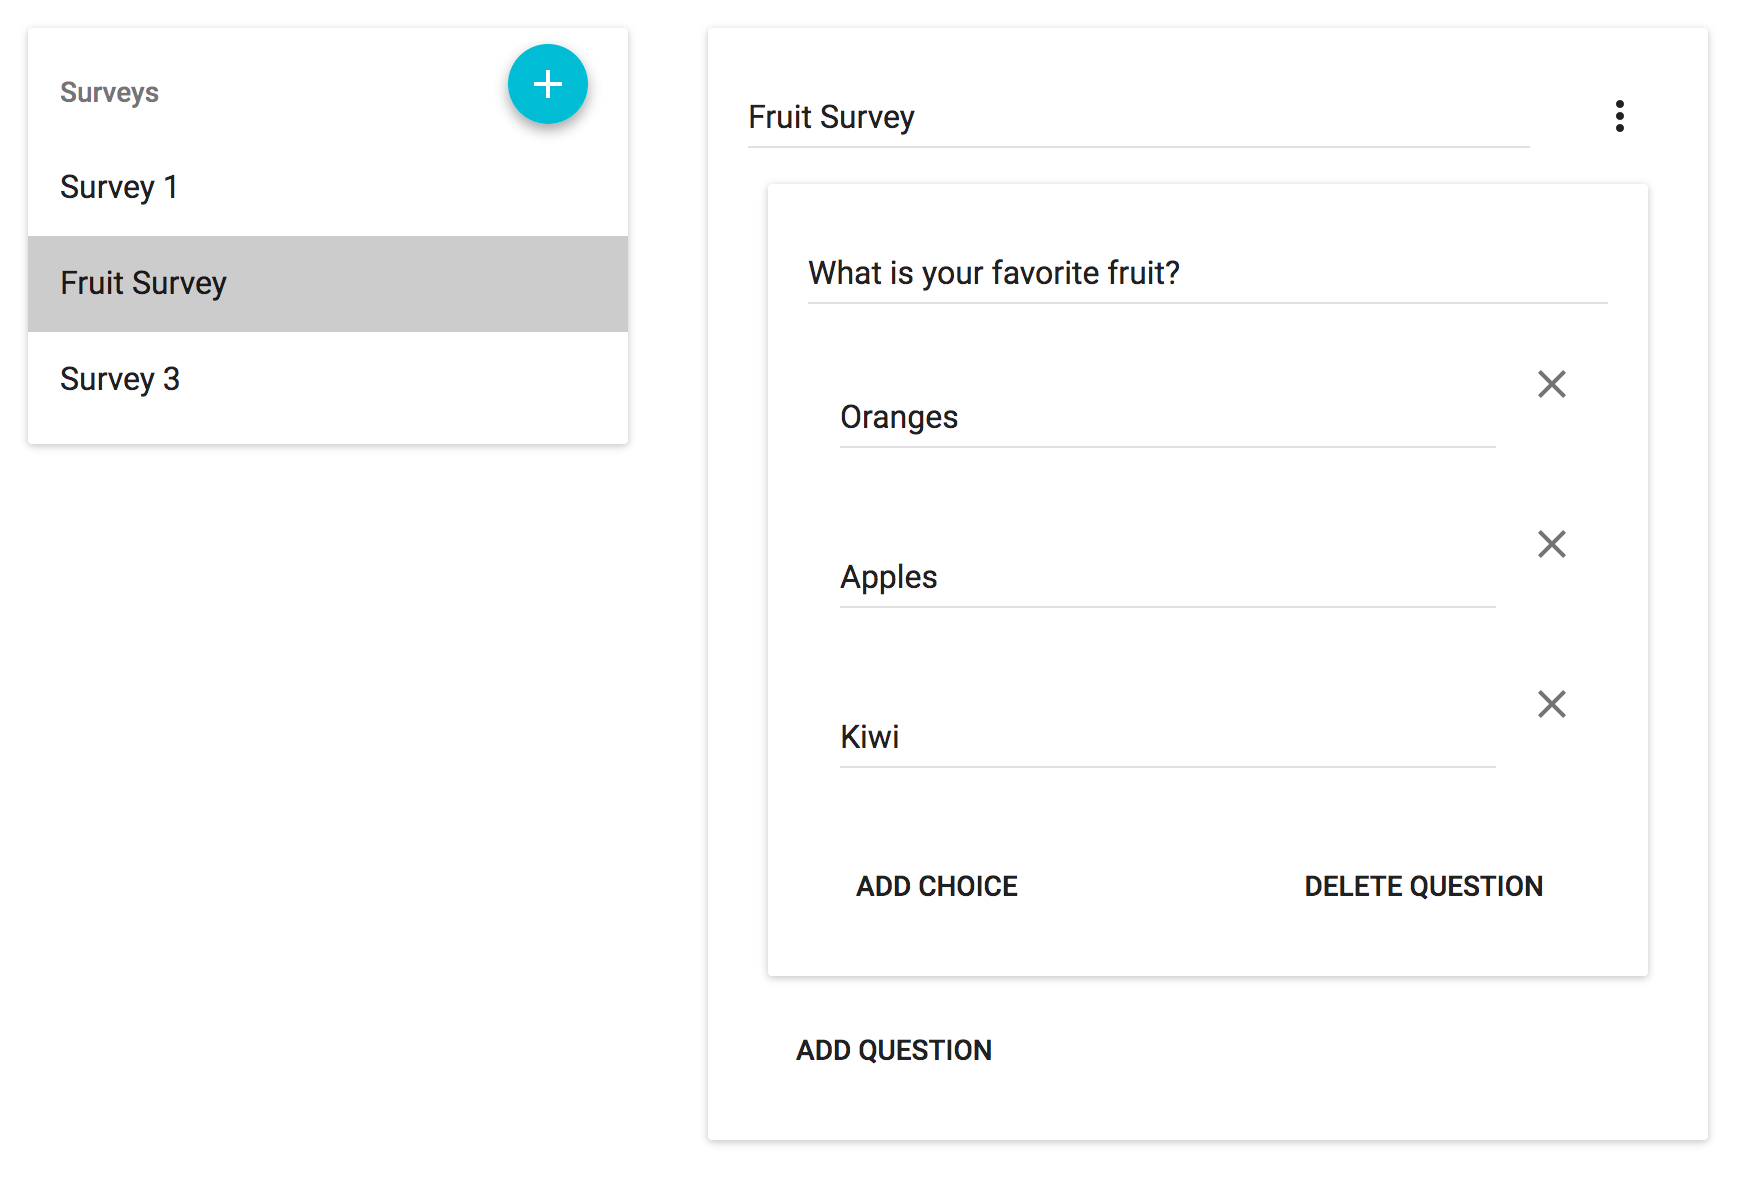 Surveys
Survey 1
Fruit Survey
Survey 3
Fruit Survey
What is your favorite fruit?
Oranges
Apples
Kiwi
ADD CHOICE
DELETE QUESTION
ADD QUESTION